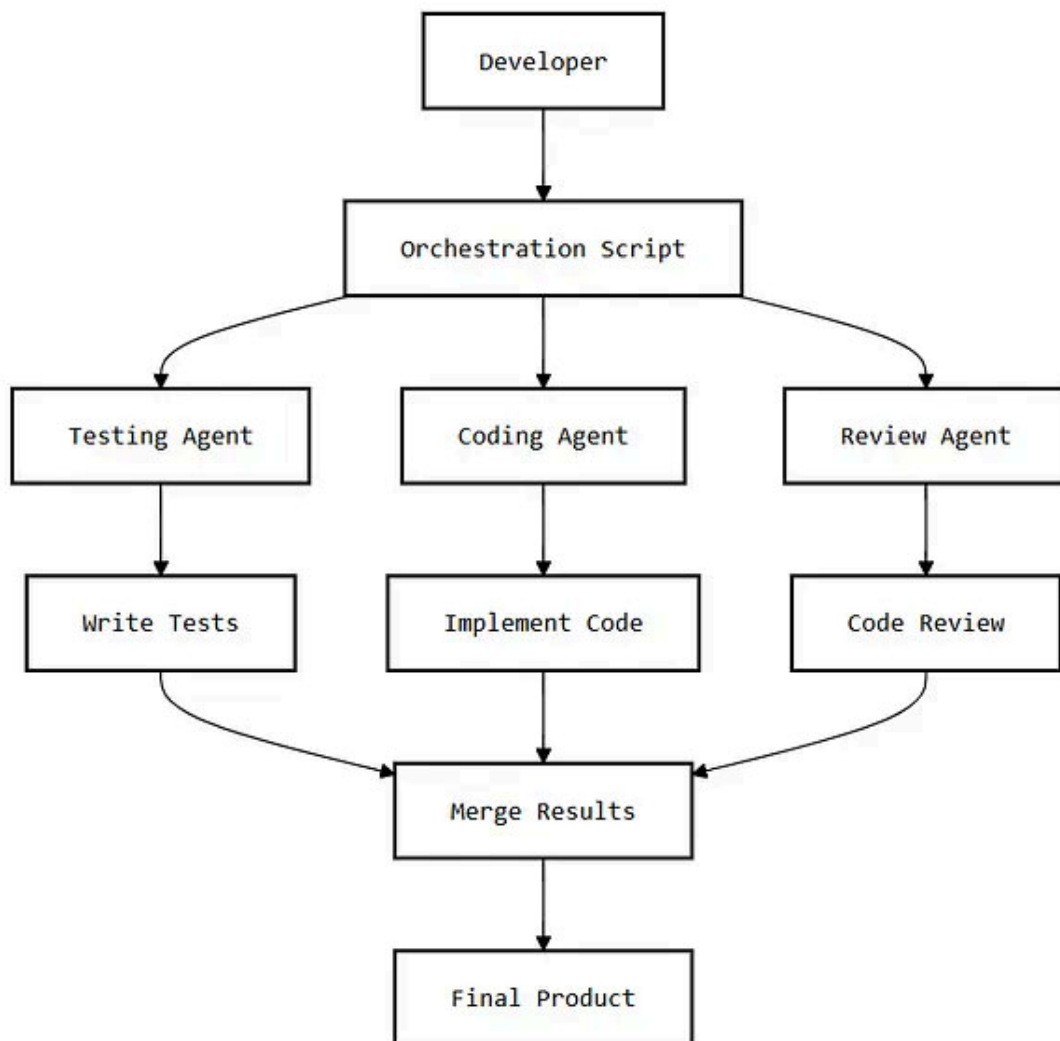 Developer
Orchestration Script
Testing Agent
Coding Agent
Review Agent
Write Tests
Implement Code
Code Review
Merge Results
Final Product